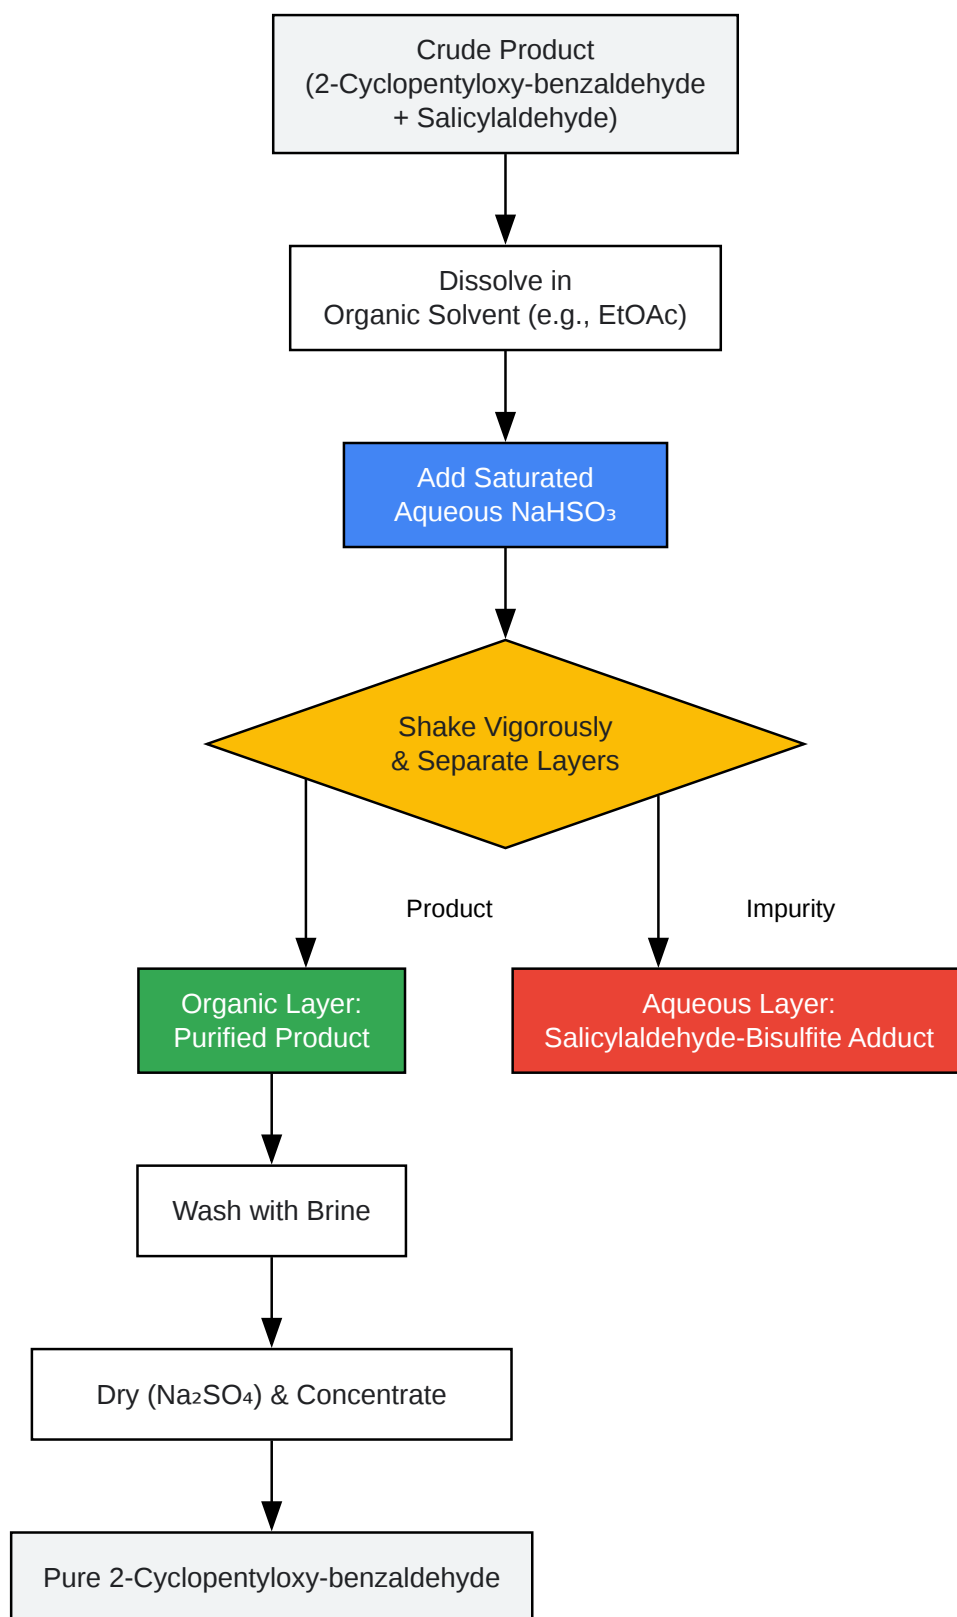 Crude Product
(2-Cyclopentyloxy-benzaldehyde
+ Salicylaldehyde)
Dissolve in
Organic Solvent (e.g., EtOAc)
Add Saturated
Aqueous NaHSO₃
Shake Vigorously
& Separate Layers
Product
Impurity
Organic Layer:
Purified Product
Aqueous Layer:
Salicylaldehyde-Bisulfite Adduct
Wash with Brine
Dry (Na₂SO₄) & Concentrate
Pure 2-Cyclopentyloxy-benzaldehyde